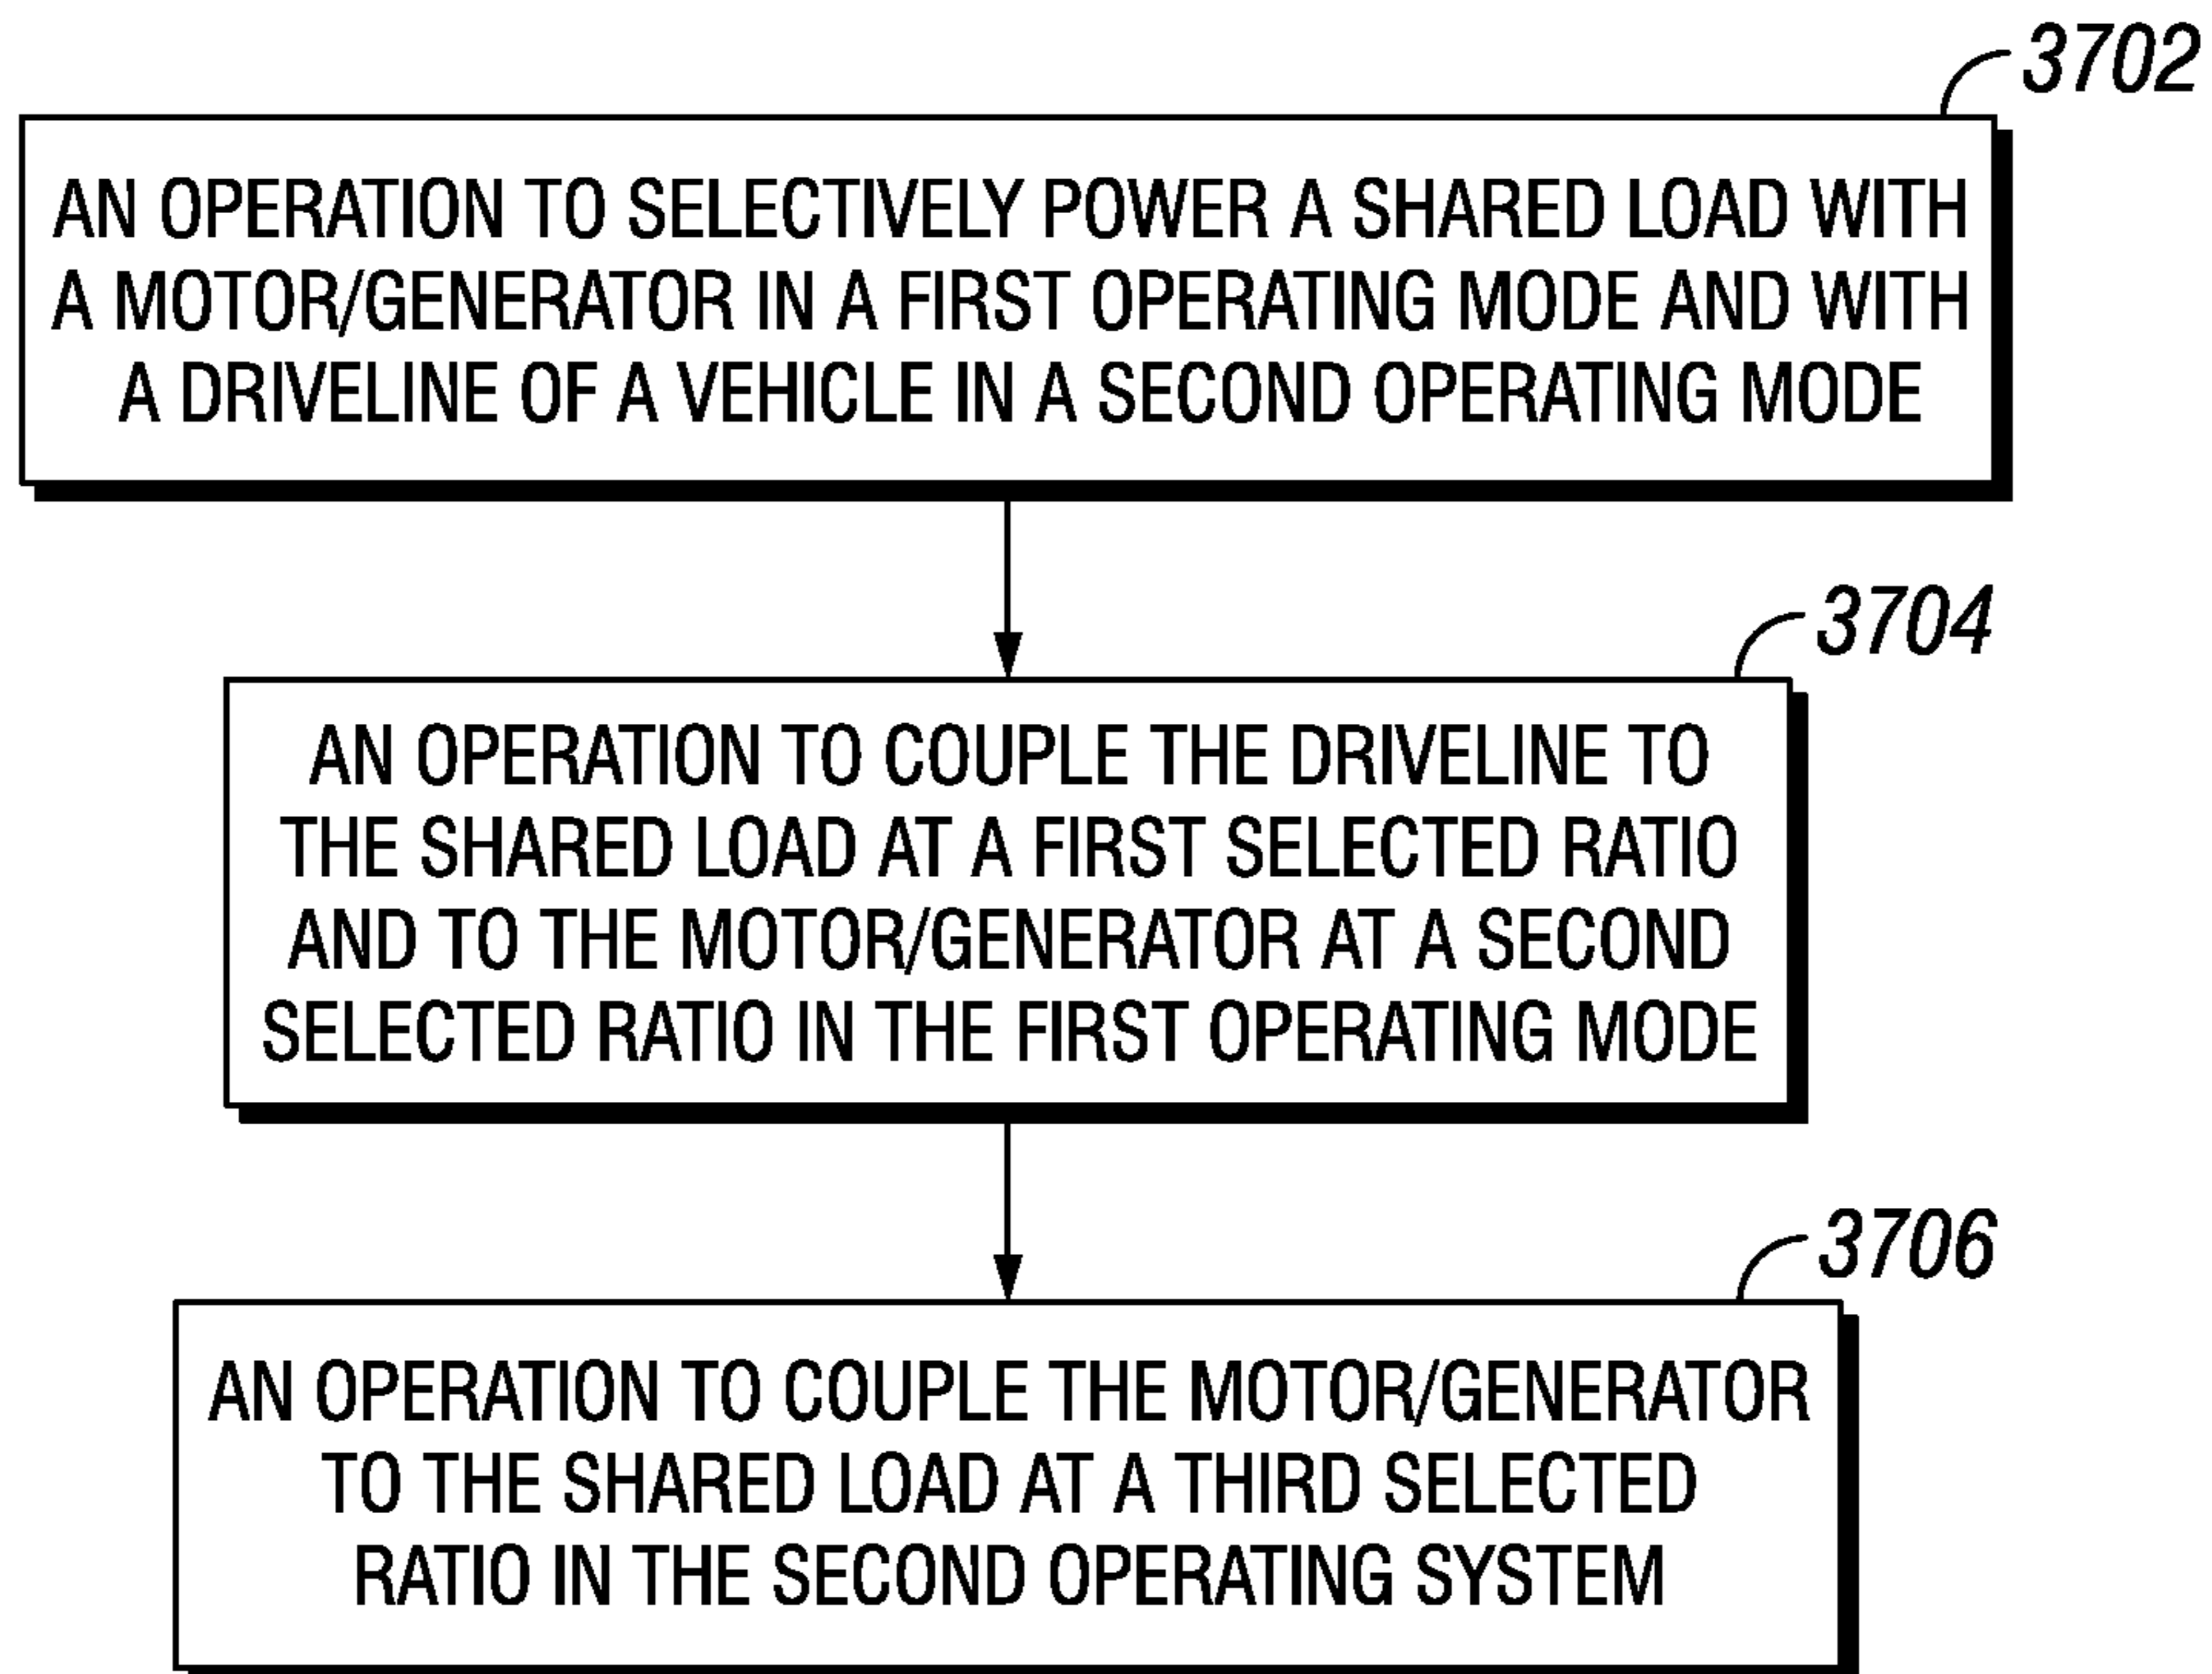 3702
AN OPERATION TO SELECTIVELY POWER A SHARED LOAD WITH
A MOTOR/GENERATOR IN A FIRST OPERATING MODE AND WITH
A DRIVELINE OF A VEHICLE IN A SECOND OPERATING MODE
3704
AN OPERATION TO COUPLE THE DRIVELINE TO
THE SHARED LOAD AT A FIRST SELECTED RATIO
AND TO THE MOTOR/GENERATOR AT A SECOND
SELECTED RATIO IN THE FIRST OPERATING MODE
3706
AN OPERATION TO COUPLE THE MOTOR/GENERATOR
TO THE SHARED LOAD AT A THIRD SELECTED
RATIO IN THE SECOND OPERATING SYSTEM